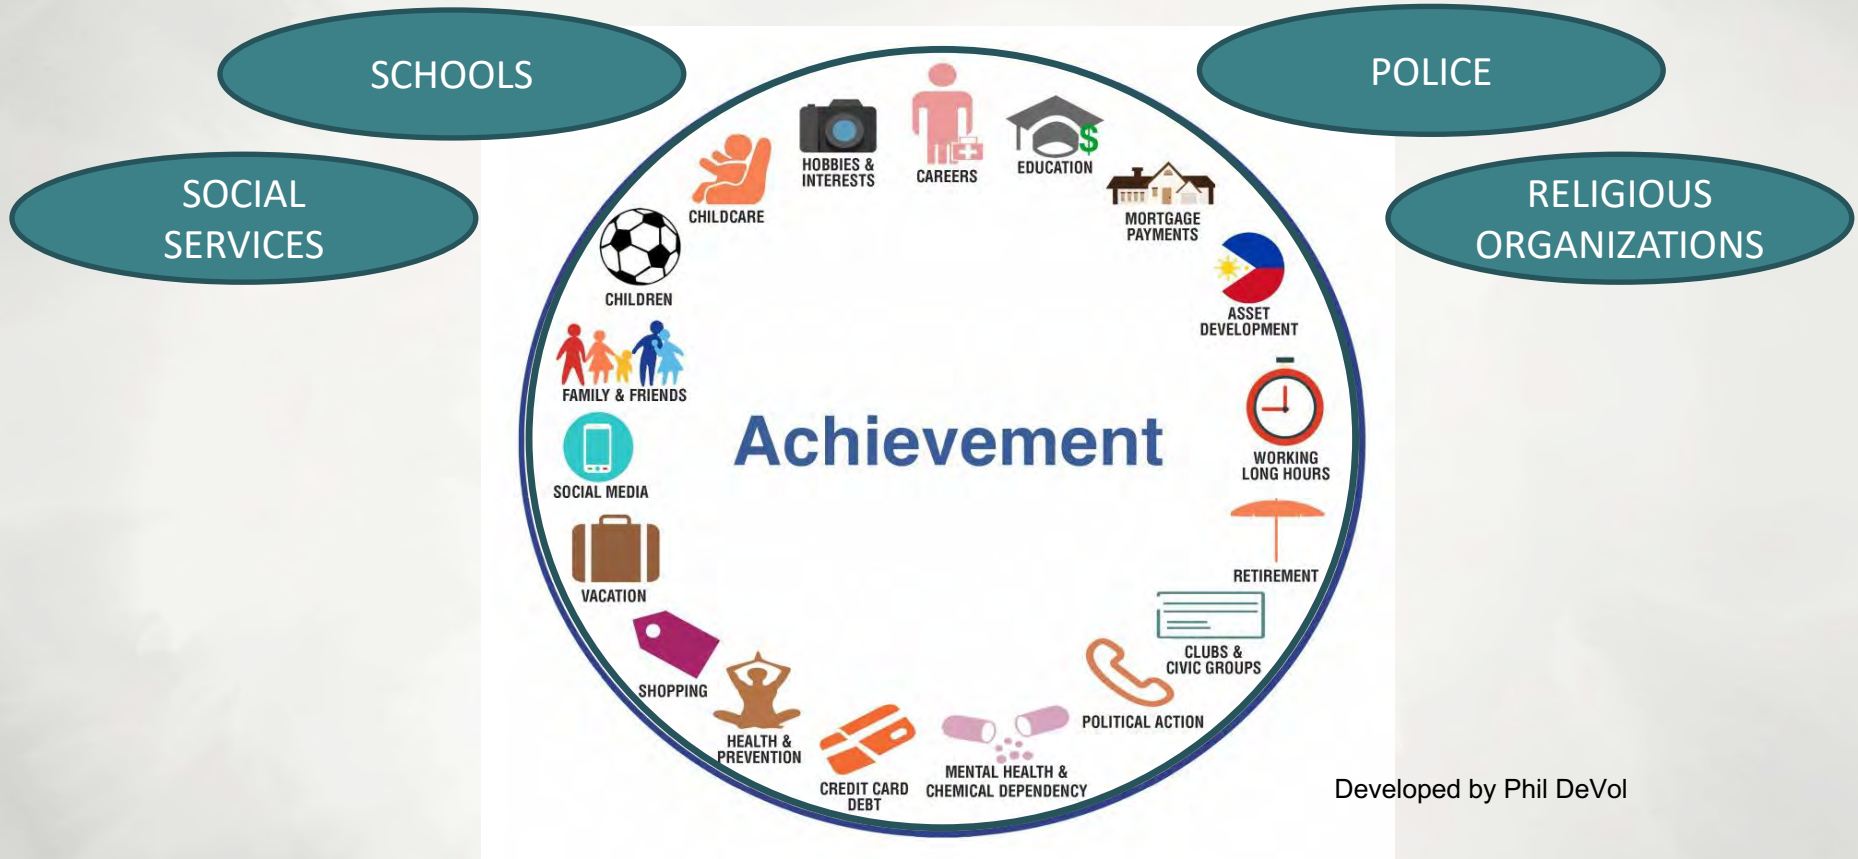 SCHOOLS
POLICE
SOCIAL
SERVICES
RELIGIOUS
ORGANIZATIONS
HOBBIES &
INTERESTS
CAREERS
EDUCATION
$
MORTGAGE
PAYMENTS
ASSET
DEVELOPMENT
WORKING
LONG HOURS
RETIREMENT
CLUBS &
CIVIC GROUPS
POLITICAL ACTION
MENTAL HEALTH &
CHEMICAL DEPENDENCY
CREDIT CARD
DEBT
HEALTH &
PREVENTION
SHOPPING
VACATION
SOCIAL MEDIA
FAMILY & FRIENDS
CHILDREN
CHILDCARE
Achievement
Developed by Phil DeVol